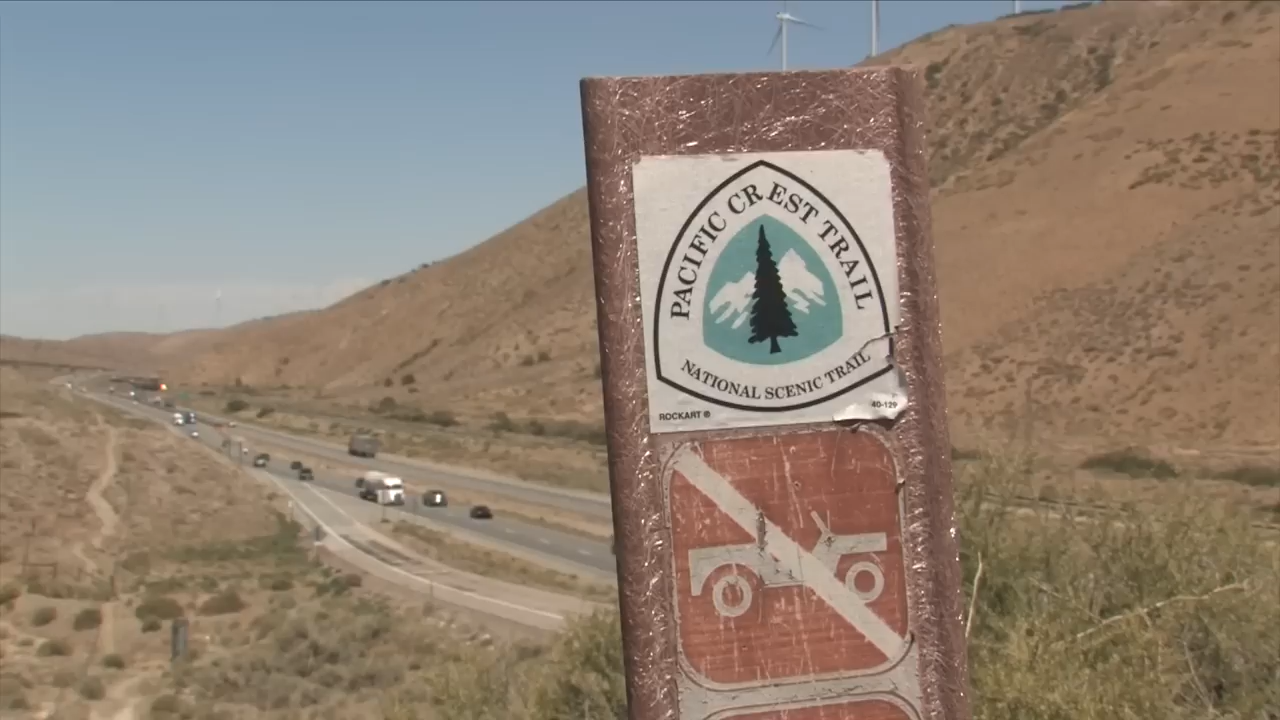 PACIFIC CREST TRAIL
NATIONAL SCENIC TRAIL
ROCKART ®
40-129